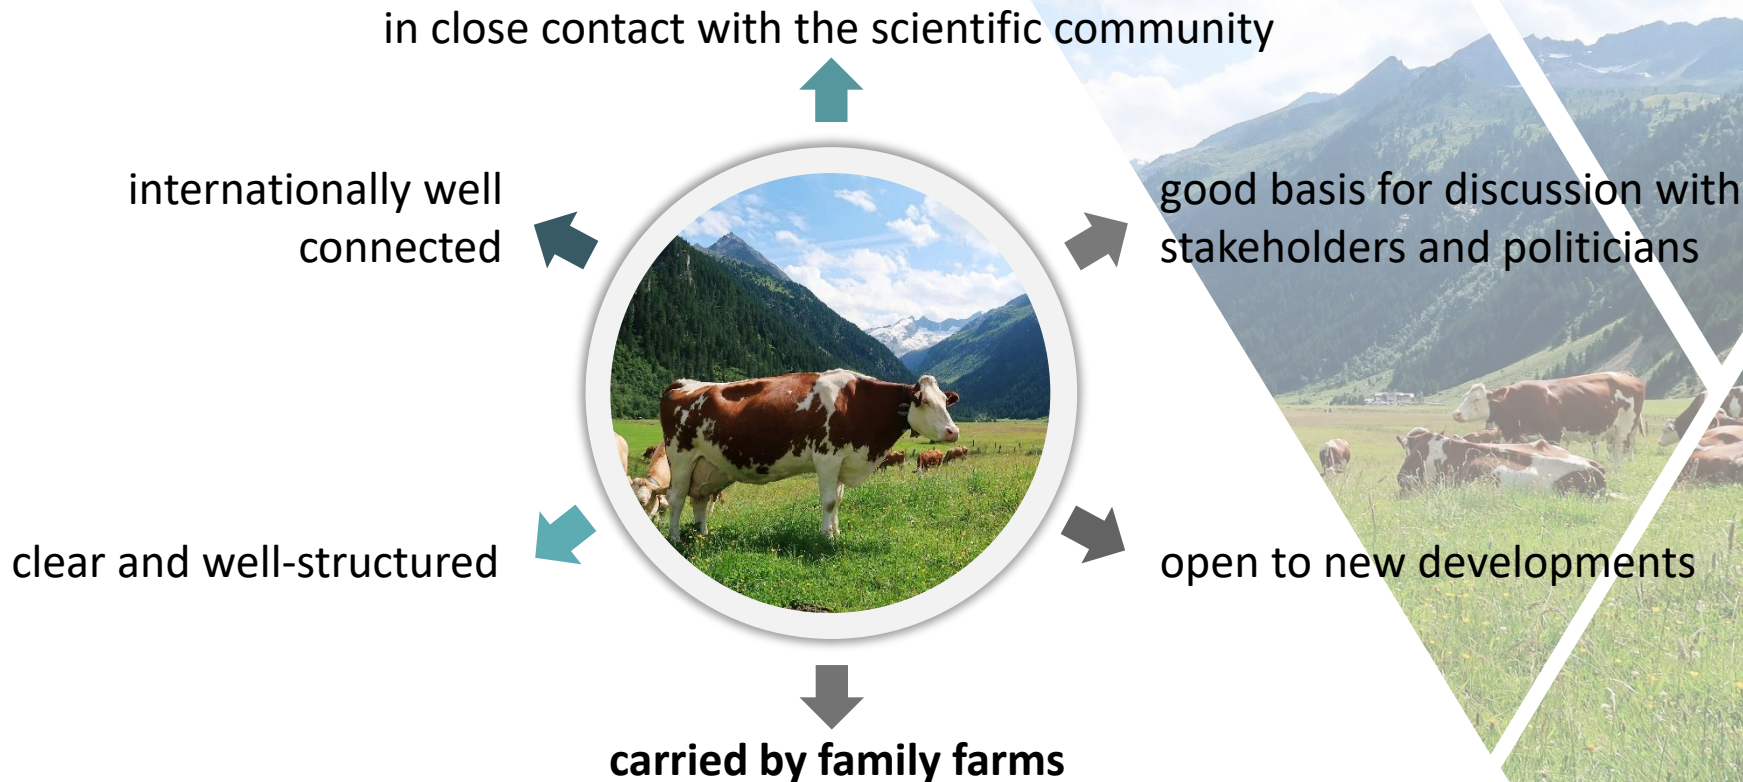 in close contact with the scientific community
internationally well
connected
good basis for discussion with
stakeholders and politicians
clear and well-structured
open to new developments
carried by family farms